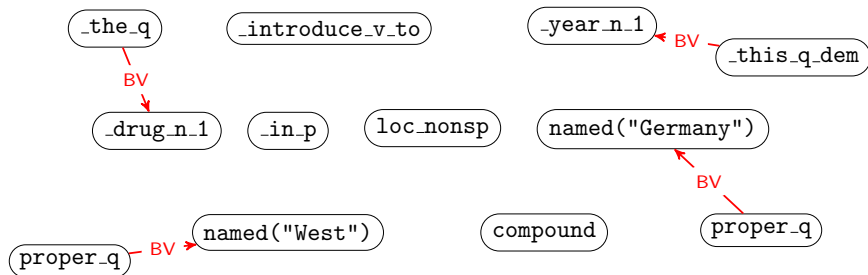 _the_q
_introduce_v_to
_year_n_1
BV
_this_q_dem
BV
_drug_n_1
_in_p
loc_nonsp
named("Germany")
BV
proper_q
BV
named("West")
compound
proper_q